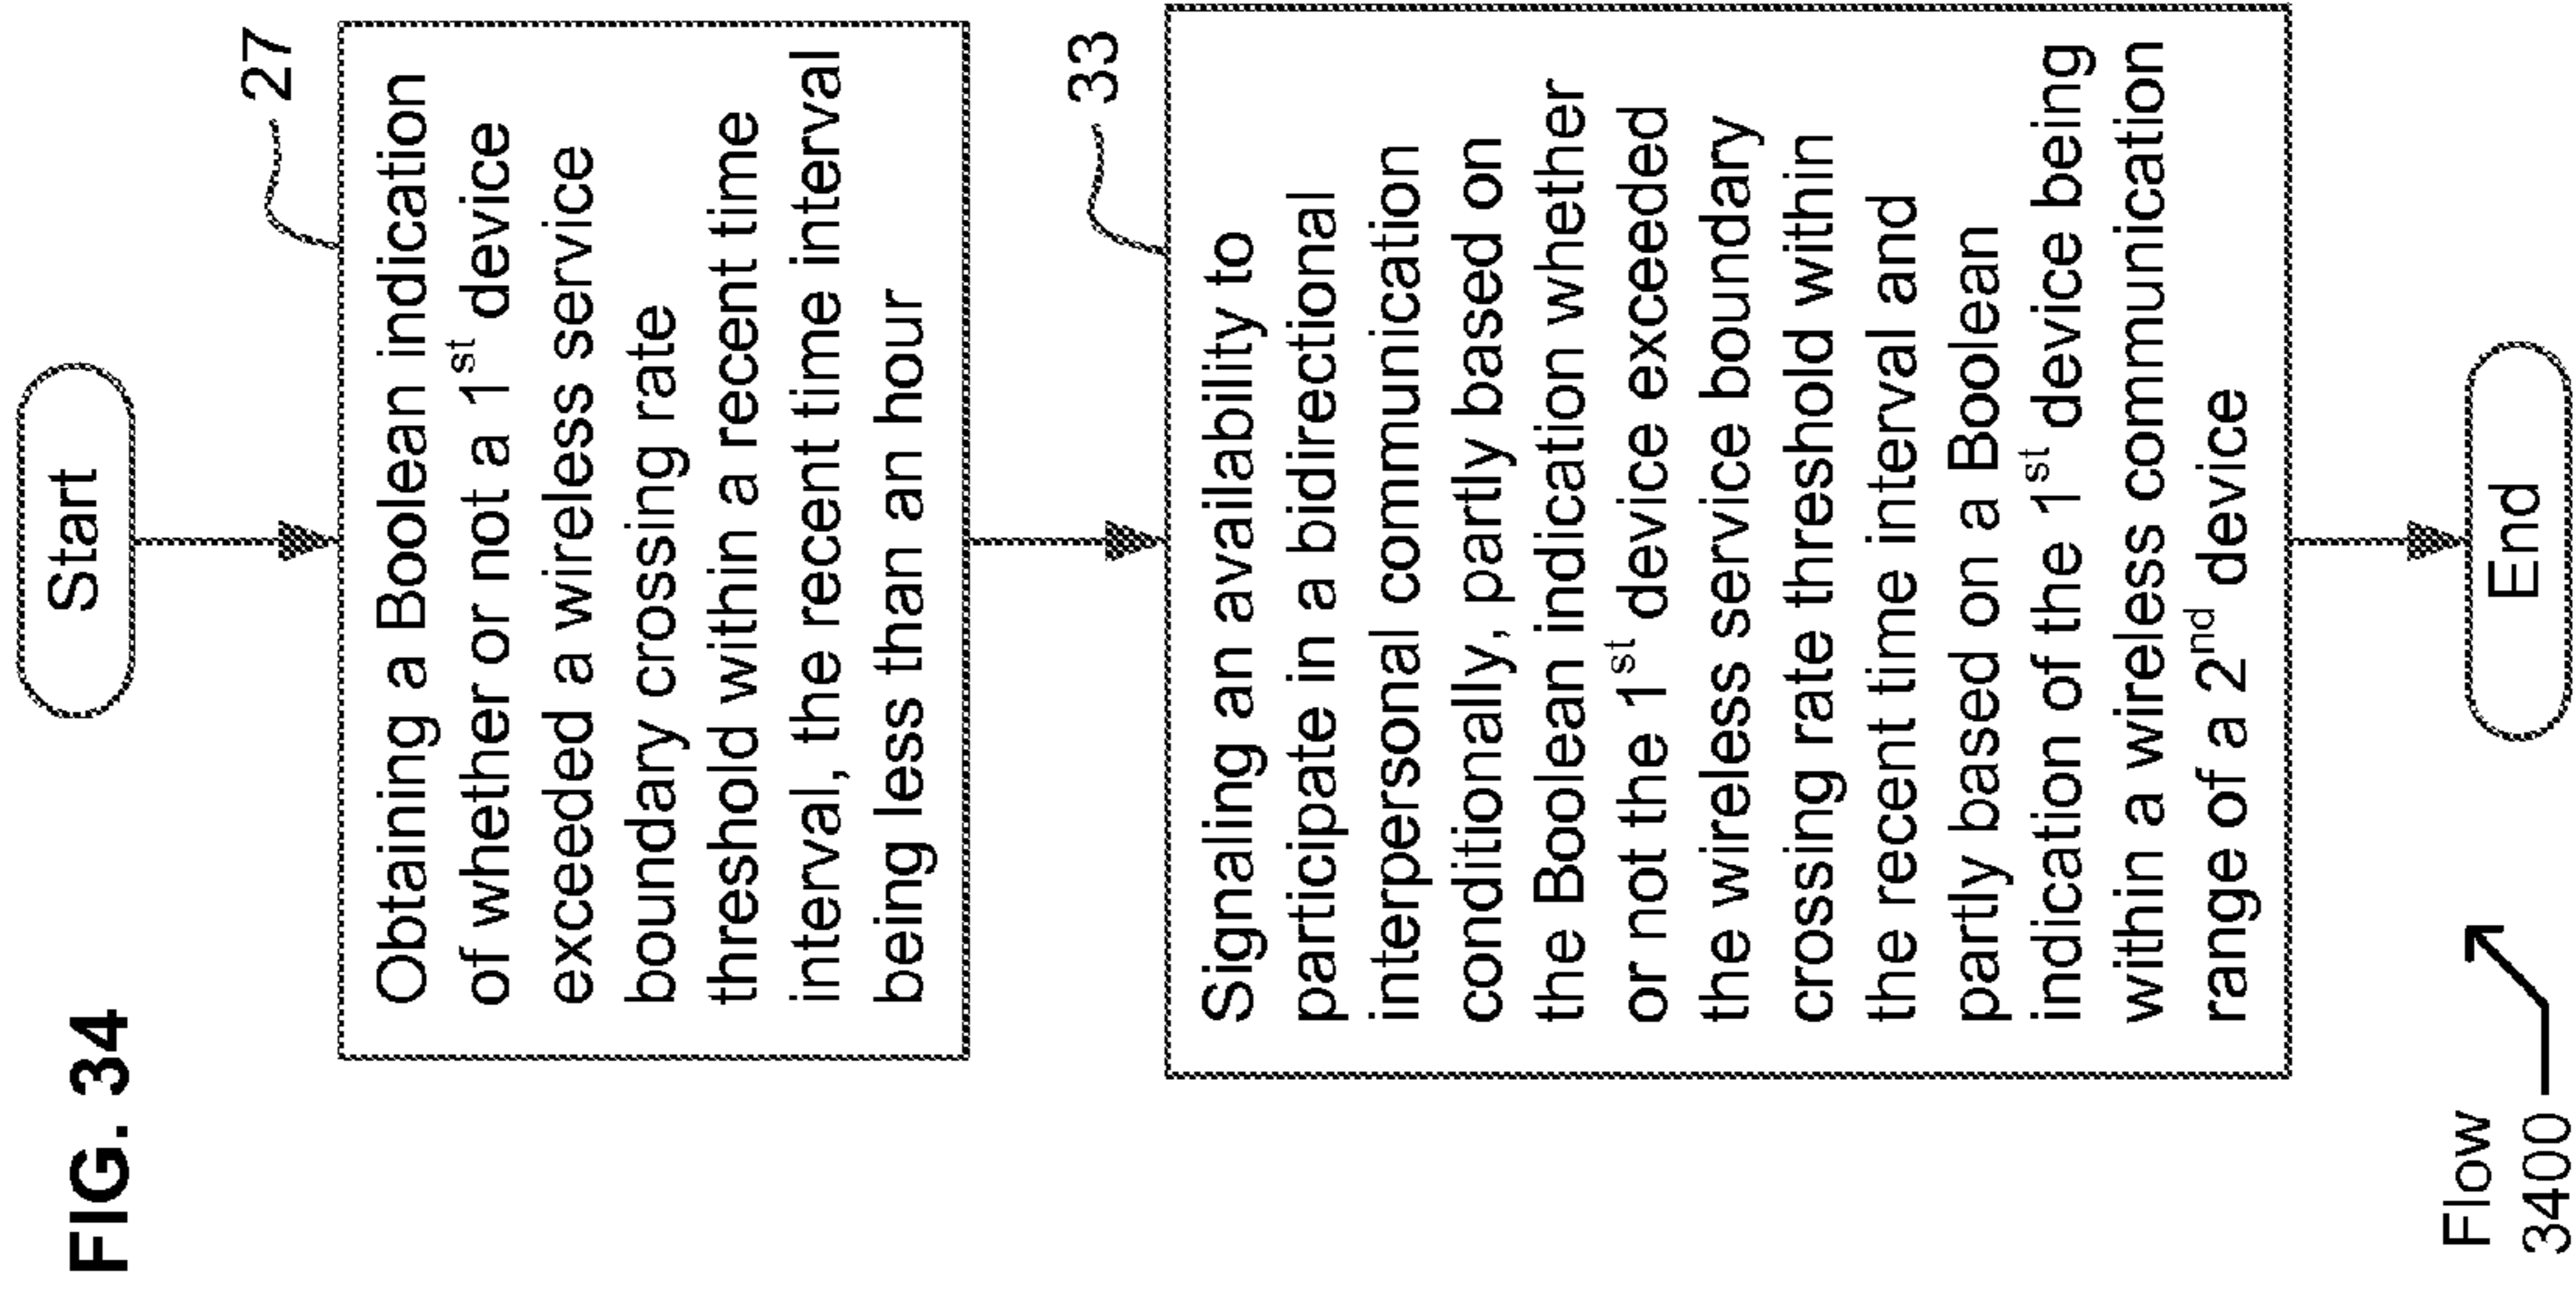 FIG. 34
Start
27
Obtaining a Boolean indication
of whether or not a 1st device
exceeded a wireless service
boundary crossing rate
threshold within a recent time
interval, the recent time interval
being less than an hour
33
Signaling an availability to
participate in a bidirectional
interpersonal communication
conditionally, partly based on
the Boolean indication whether
or not the 1st device exceeded
the wireless service boundary
crossing rate threshold within
the recent time interval and
partly based on a Boolean
indication of the 1st device being
within a wireless communication
range of a 2nd device
End
Flow
3400